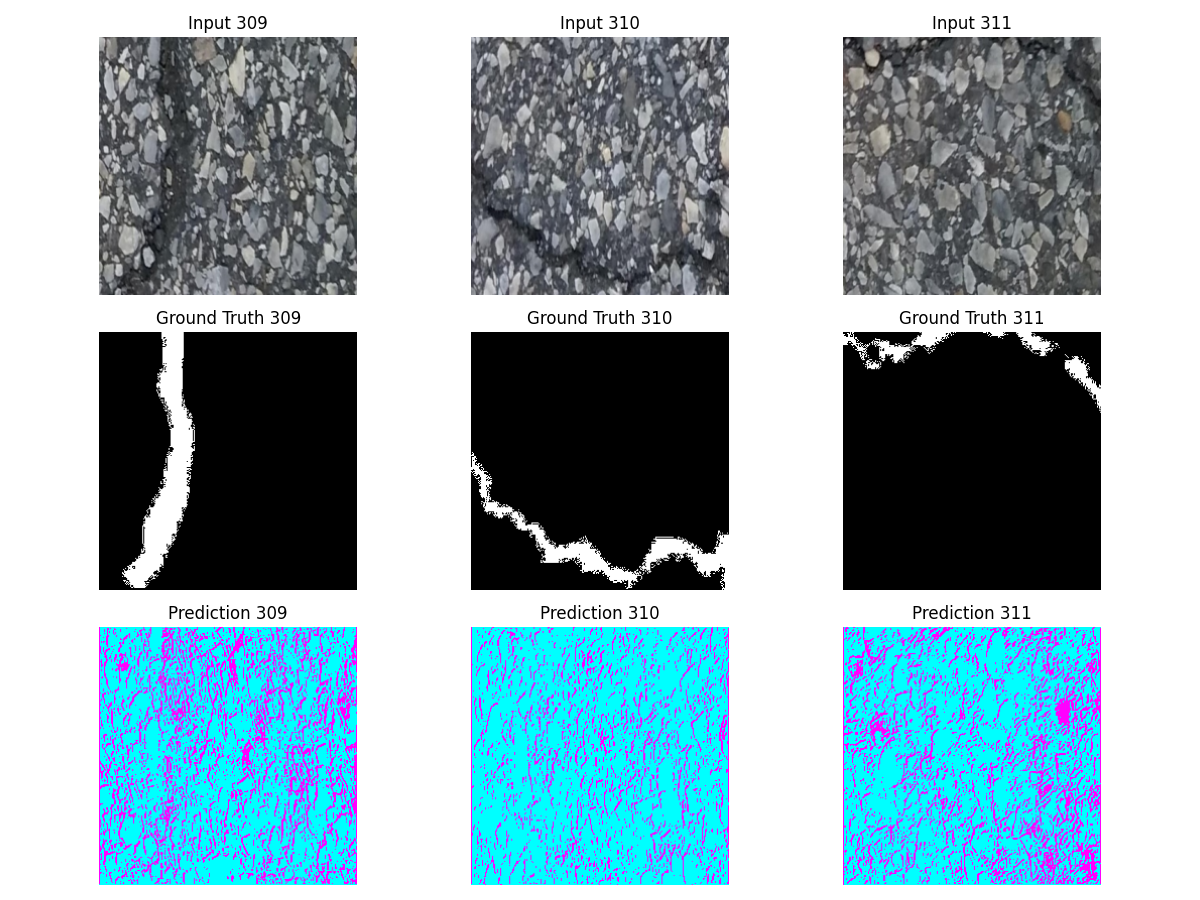 Input 309
Input 310
Input 311
Ground Truth 309
Ground Truth 310
Ground Truth 311
Prediction 309
Prediction 310
Prediction 311